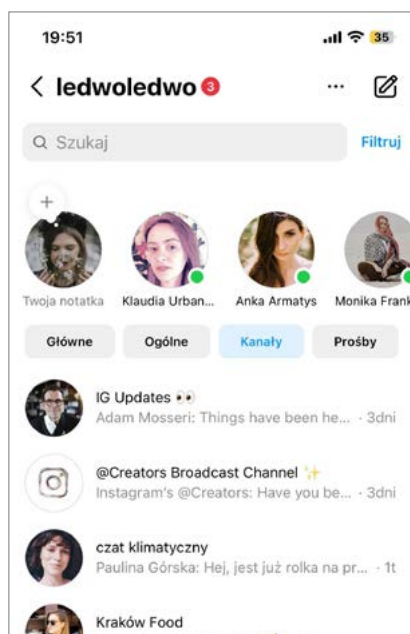 19:51
35
ledwoledwo 3
Szukaj
Filtruj
Twoja notatka
Klaudia Urban...
Anka Armatys
Monika Frank
Główne
Ogólne
Kanały
Prośby
IG Updates 👀
Adam Mosseri: Things have been he... · 3dni
@Creators Broadcast Channel ✨
Instagram's @Creators: Have you be... · 3dni
czat klimatyczny
Paulina Górska: Hej, jest już rolka na pr... · 1t
Kraków Food